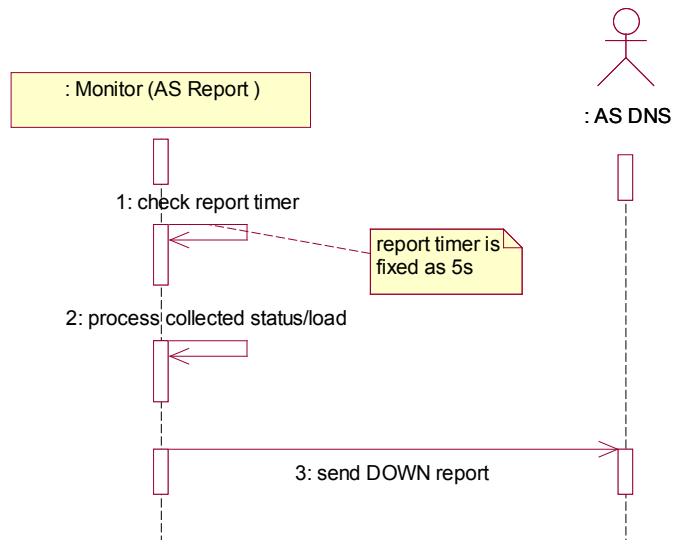 : Monitor (AS Report )
: AS DNS
1: check report timer
report timer is
fixed as 5s
2: process collected status/load
3: send DOWN report